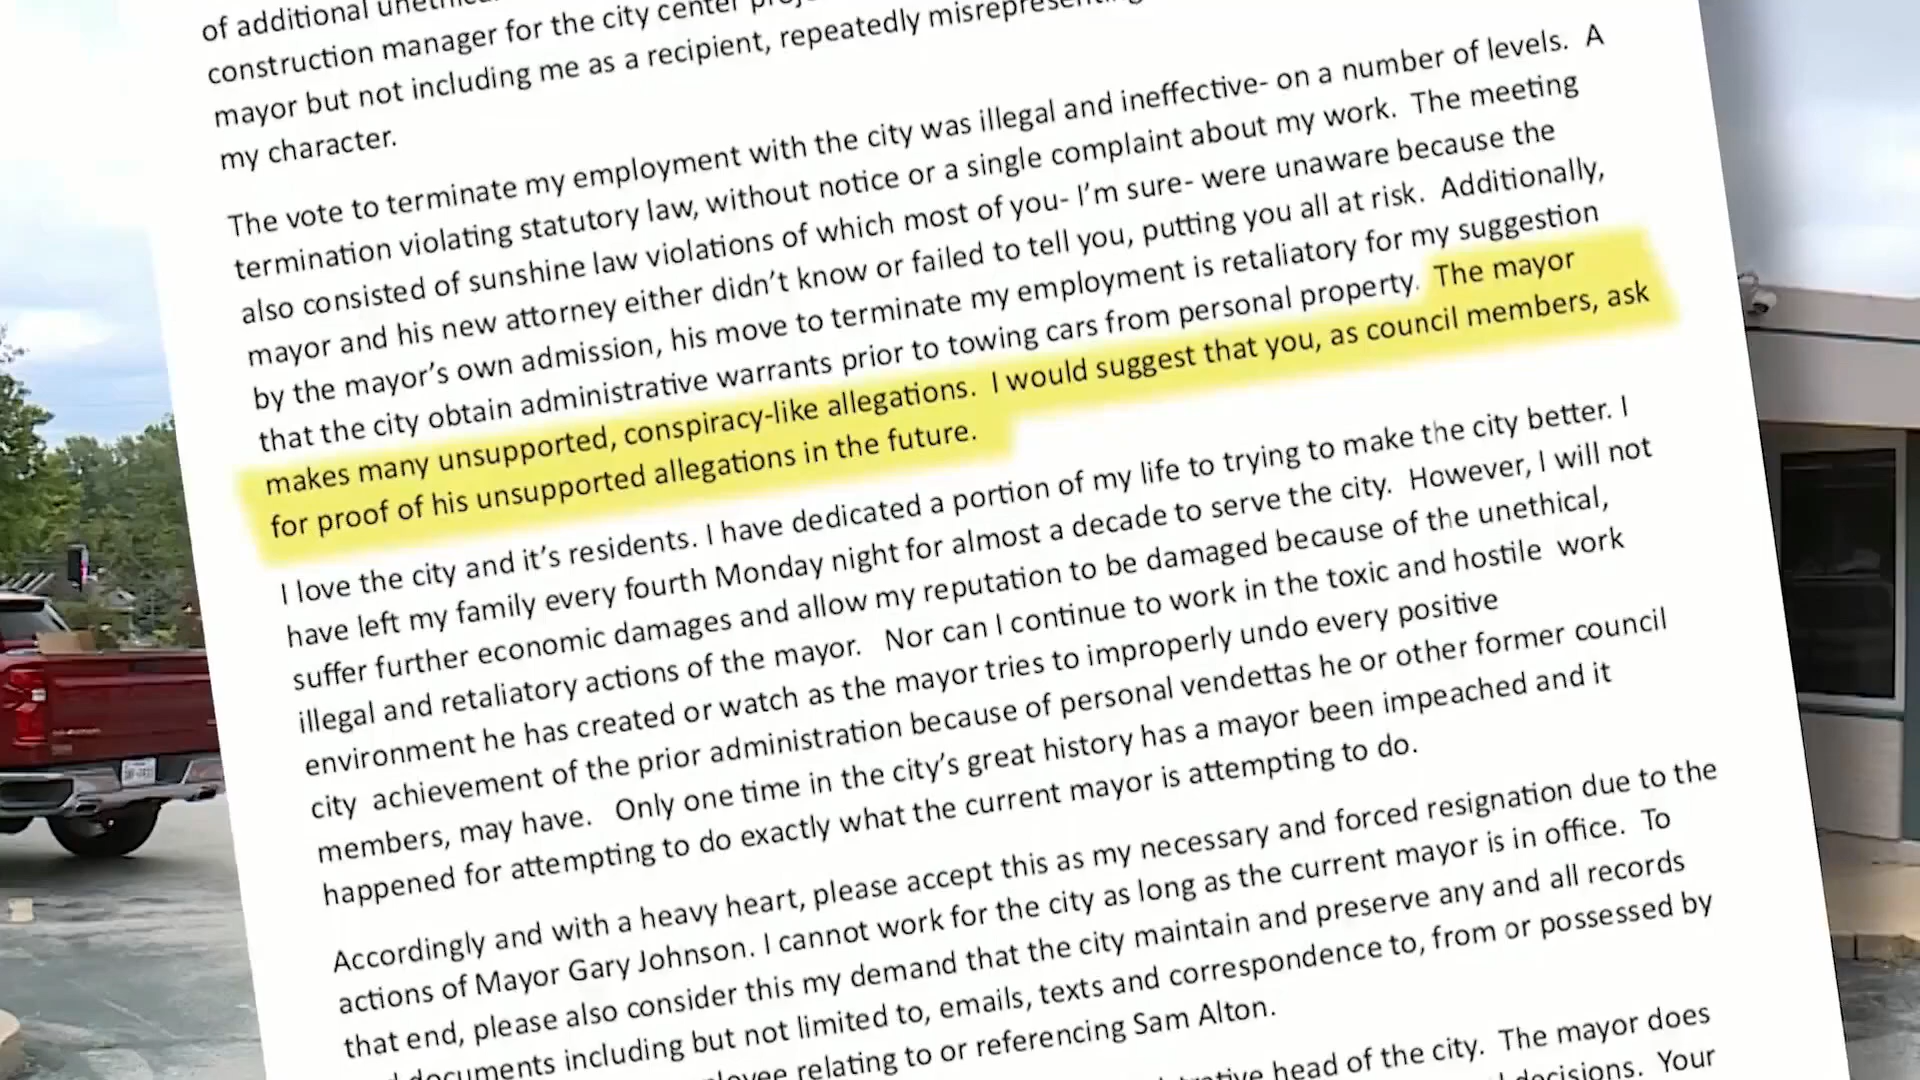 of additional
construction manager for the city center
mayor but not including me as a recipient, repeatedly
my character.
The vote to terminate my employment with the city was illegal and ineffective- on a number of levels. A
termination violating statutory law, without notice or a single complaint about my work. The meeting
also consisted of sunshine law violations of which most of you- I'm sure- were unaware because the
mayor and his new attorney either didn't know or failed to tell you, putting you all at risk. Additionally,
by the mayor's own admission, his move to terminate my employment is retaliatory for my suggestion
that the city obtain administrative warrants prior to towing cars from personal property. The mayor
makes many unsupported, conspiracy-like allegations. I would suggest that you, as council members, ask
for proof of his unsupported allegations in the future.
I love the city and it's residents. I have dedicated a portion of my life to trying to make the city better. I
have left my family every fourth Monday night for almost a decade to serve the city. However, I will not
suffer further economic damages and allow my reputation to be damaged because of the unethical,
illegal and retaliatory actions of the mayor. Nor can I continue to work in the toxic and hostile work
environment he has created or watch as the mayor tries to improperly undo every positive
city achievement of the prior administration because of personal vendettas he or other former council
members, may have. Only one time in the city's great history has a mayor been impeached and it
happened for attempting to do exactly what the current mayor is attempting to do.
Accordingly and with a heavy heart, please accept this as my necessary and forced resignation due to the
actions of Mayor Gary Johnson. I cannot work for the city as long as the current mayor is in office. To
that end, please also consider this my demand that the city maintain and preserve any and all records
documents including but not limited to, emails, texts and correspondence to, from or possessed by
relating to or referencing Sam Alton.
head of the city. The mayor does
decisions. Your